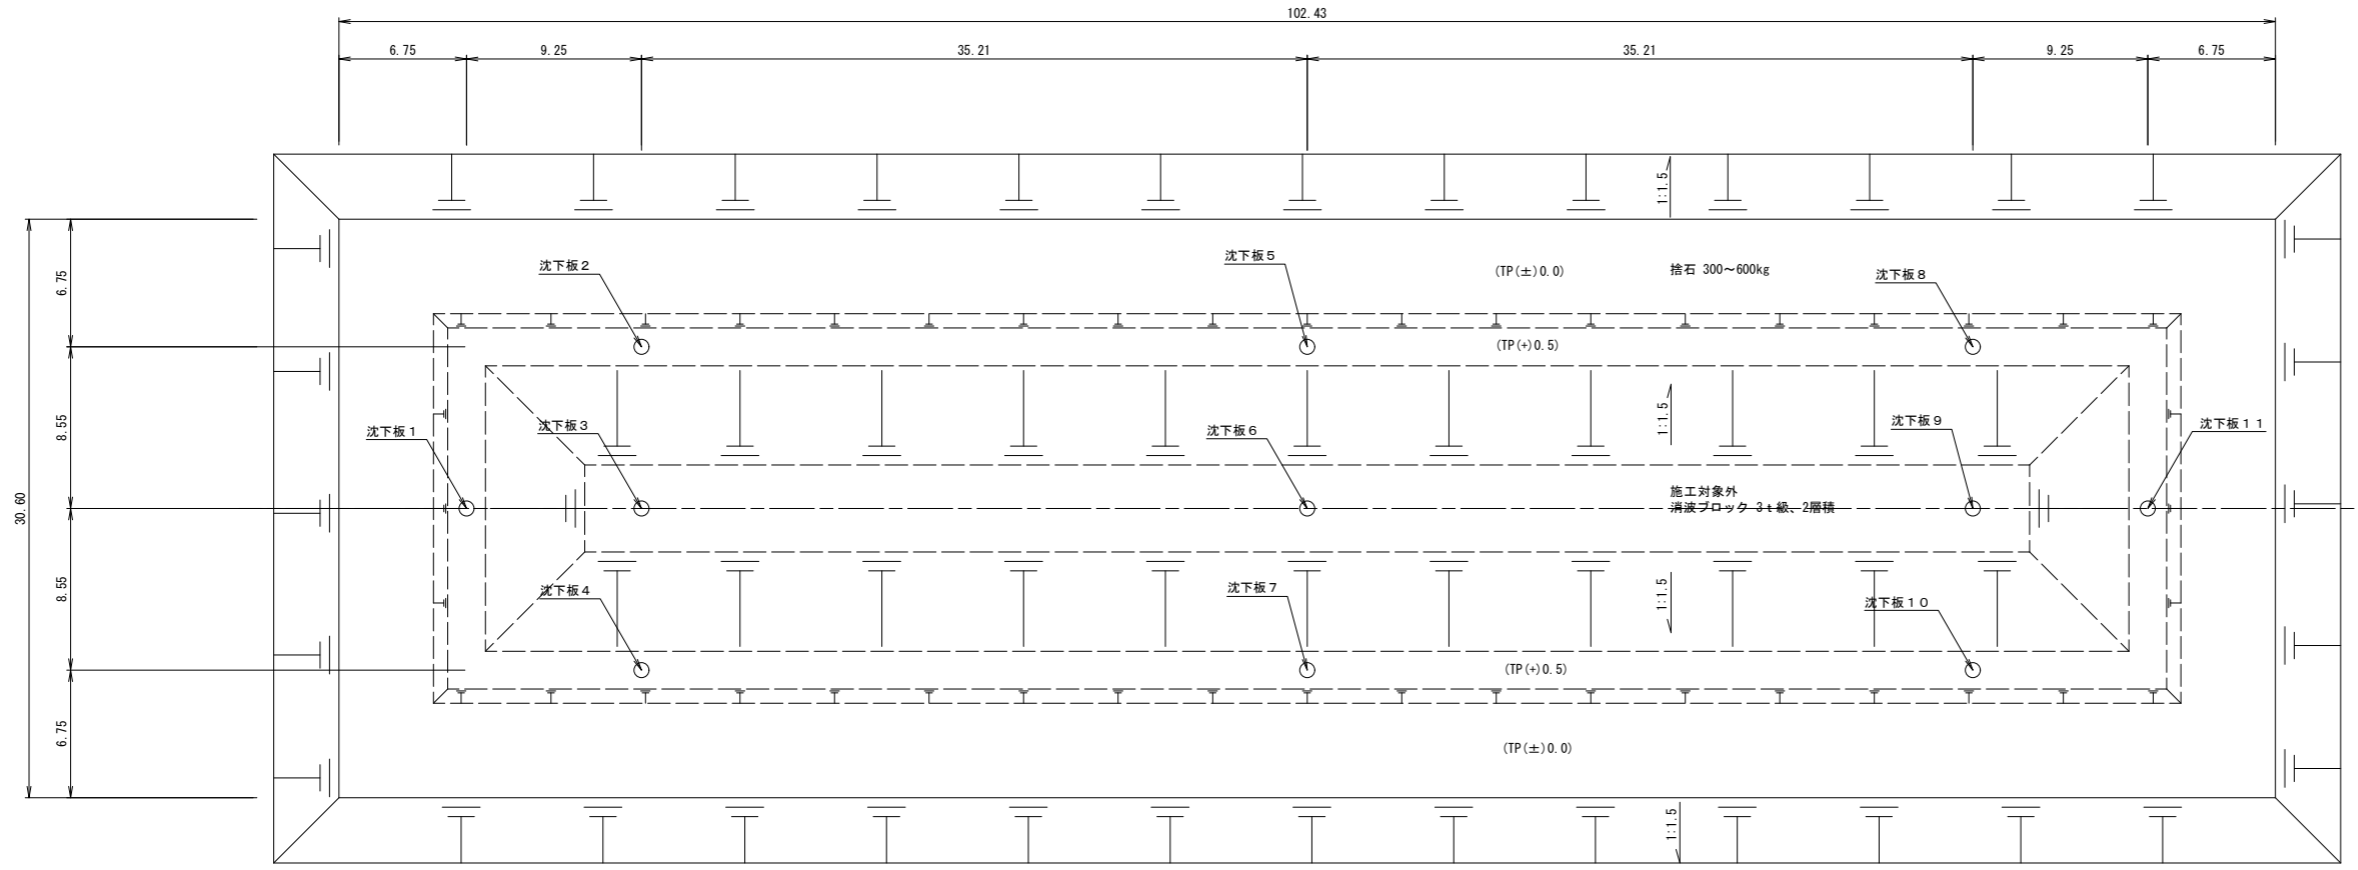 102.43
6.75
9.25
35.21
35.21
9.25
6.75
1:1.5
沈下板2
沈下板5
(TP(±)0.0)
捨石 300～600kg
沈下板8
6.75
(TP(+)0.5)
沈下板1
沈下板3
沈下板6
1:1.5
沈下板9
沈下板11
8.55
30.60
施工対象外
消波ブロック 3t級、2層積
8.55
沈下板4
沈下板7
1:1.5
沈下板10
(TP(+)0.5)
6.75
(TP(±)0.0)
1:1.5